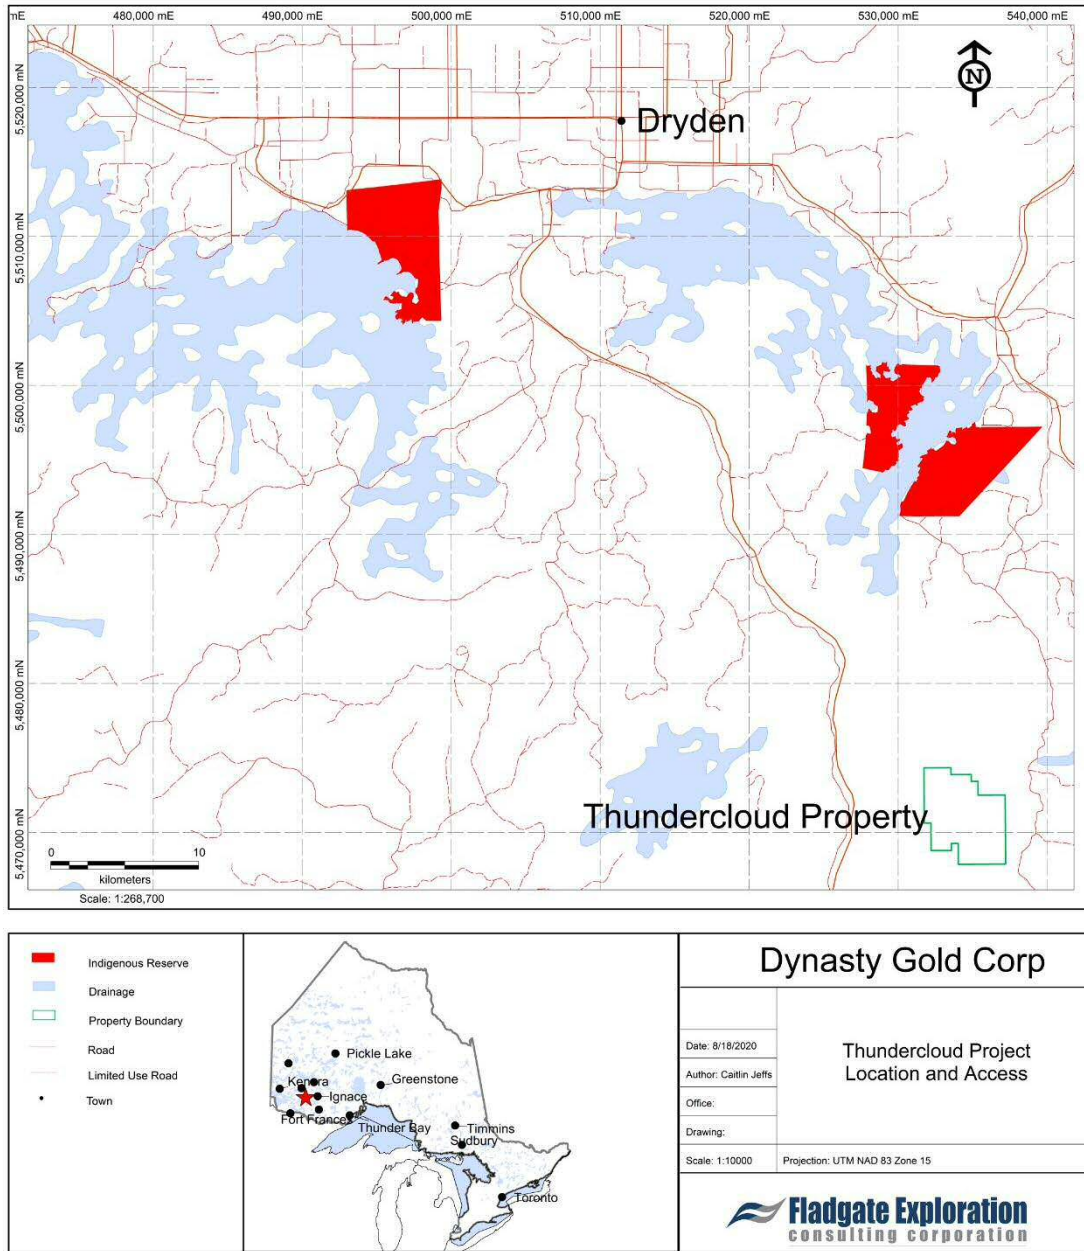 mE
480,000 mE
490,000 mE
500,000 mE
510,000 mE
520,000 mE
530,000 mE
540,000 mE
5,520,000 mN
5,510,000 mN
5,500,000 mN
5,490,000 mN
5,480,000 mN
5,470,000 mN
N
Dryden
Thundercloud Property
0 10
kilometers
Scale: 1:268,700
Indigenous Reserve
Drainage
Property Boundary
Road
Limited Use Road
Town
Pickle Lake
Greenstone
Kenora
Ignace
Fort Frances
Thunder Bay
Timmins
Sudbury
Toronto
Dynasty Gold Corp
Date: 8/18/2020
Author: Caitlin Jeffs
Office:
Drawing:
Scale: 1:10000
Thundercloud Project
Location and Access
Projection: UTM NAD 83 Zone 15
Fladgate Exploration
consulting corporation